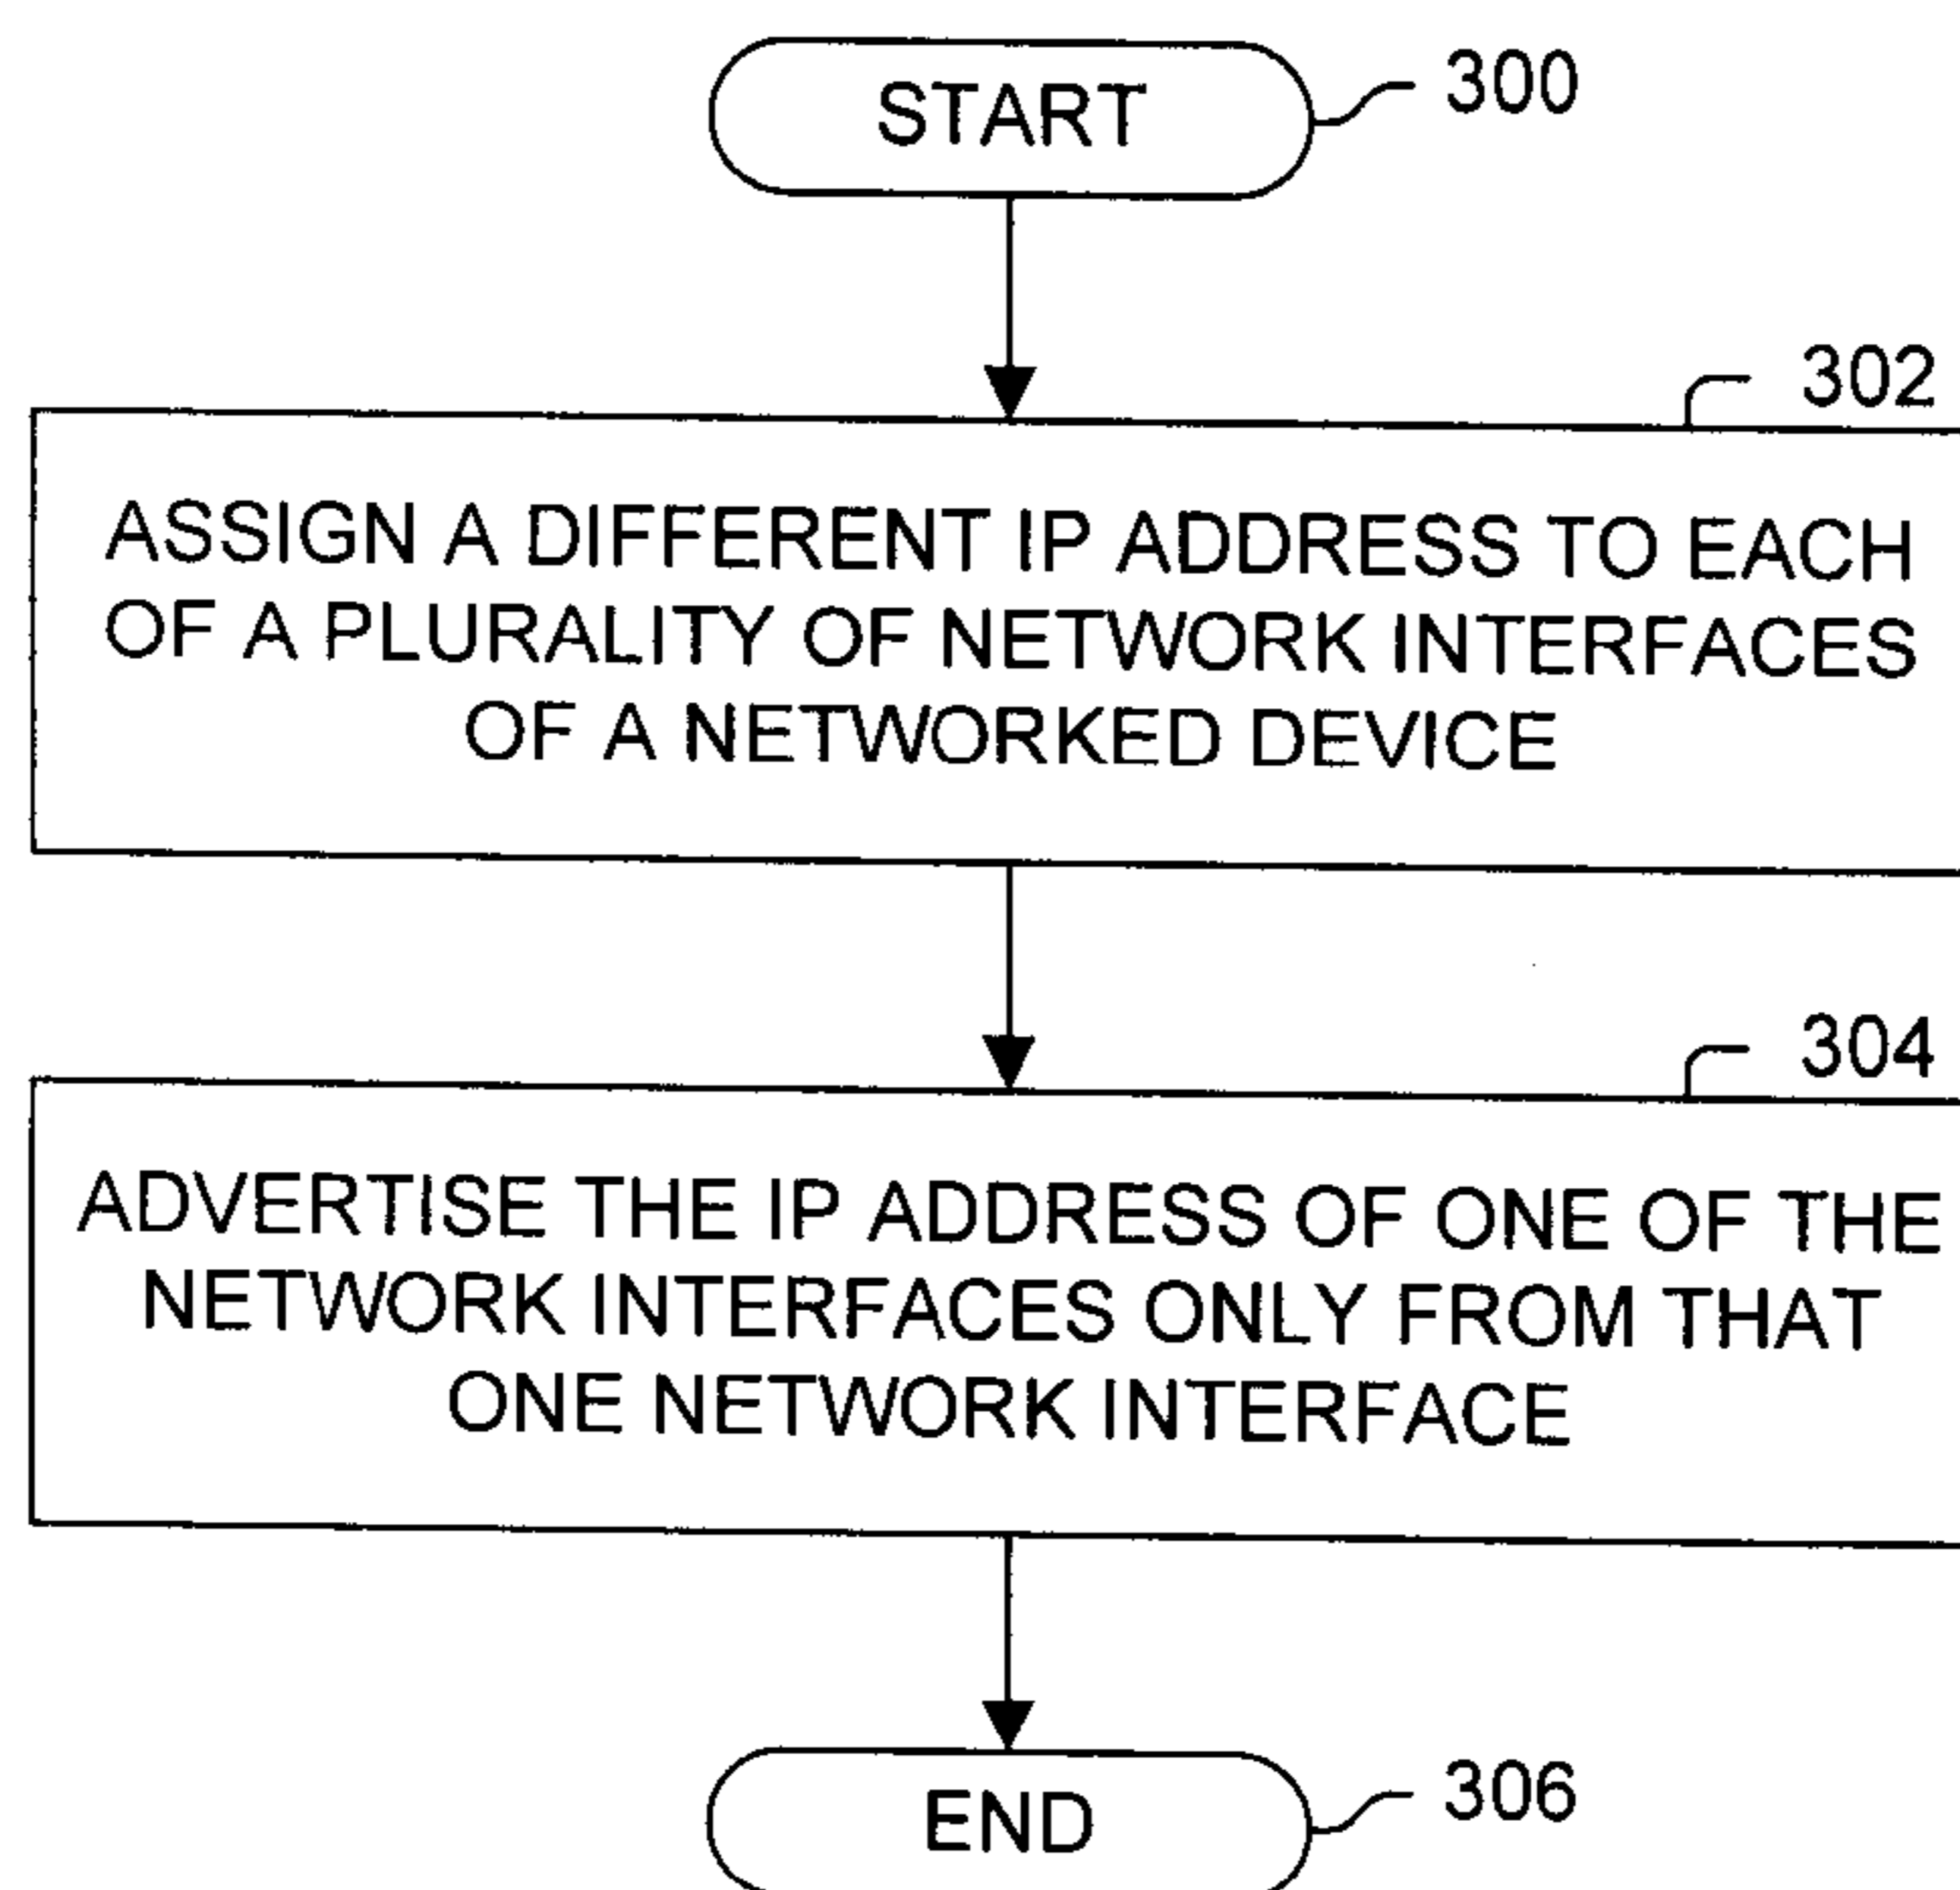 START
300
302
ASSIGN A DIFFERENT IP ADDRESS TO EACH
OF A PLURALITY OF NETWORK INTERFACES
OF A NETWORKED DEVICE
304
ADVERTISE THE IP ADDRESS OF ONE OF THE
NETWORK INTERFACES ONLY FROM THAT
ONE NETWORK INTERFACE
END
306